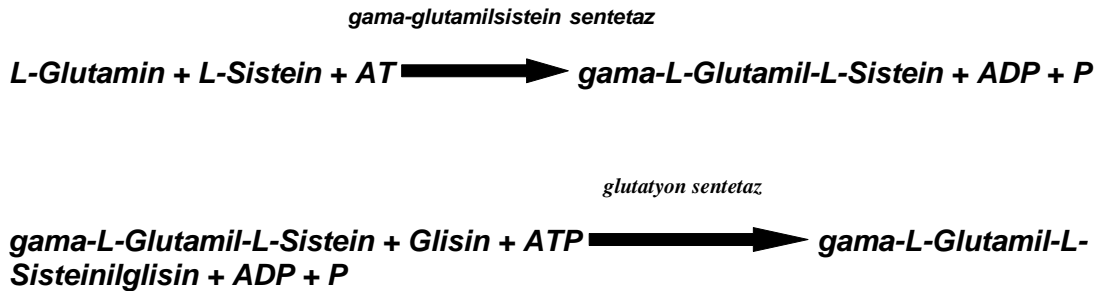 gama-glutamilsistein sentetaz
L-Glutamin + L-Sistein + AT gama-L-Glutamil-L-Sistein + ADP + P
glutatyon sentetaz
gama-L-Glutamil-L-Sistein + Glisin + ATP gama-L-Glutamil-L-
Sisteinilglisin + ADP + P